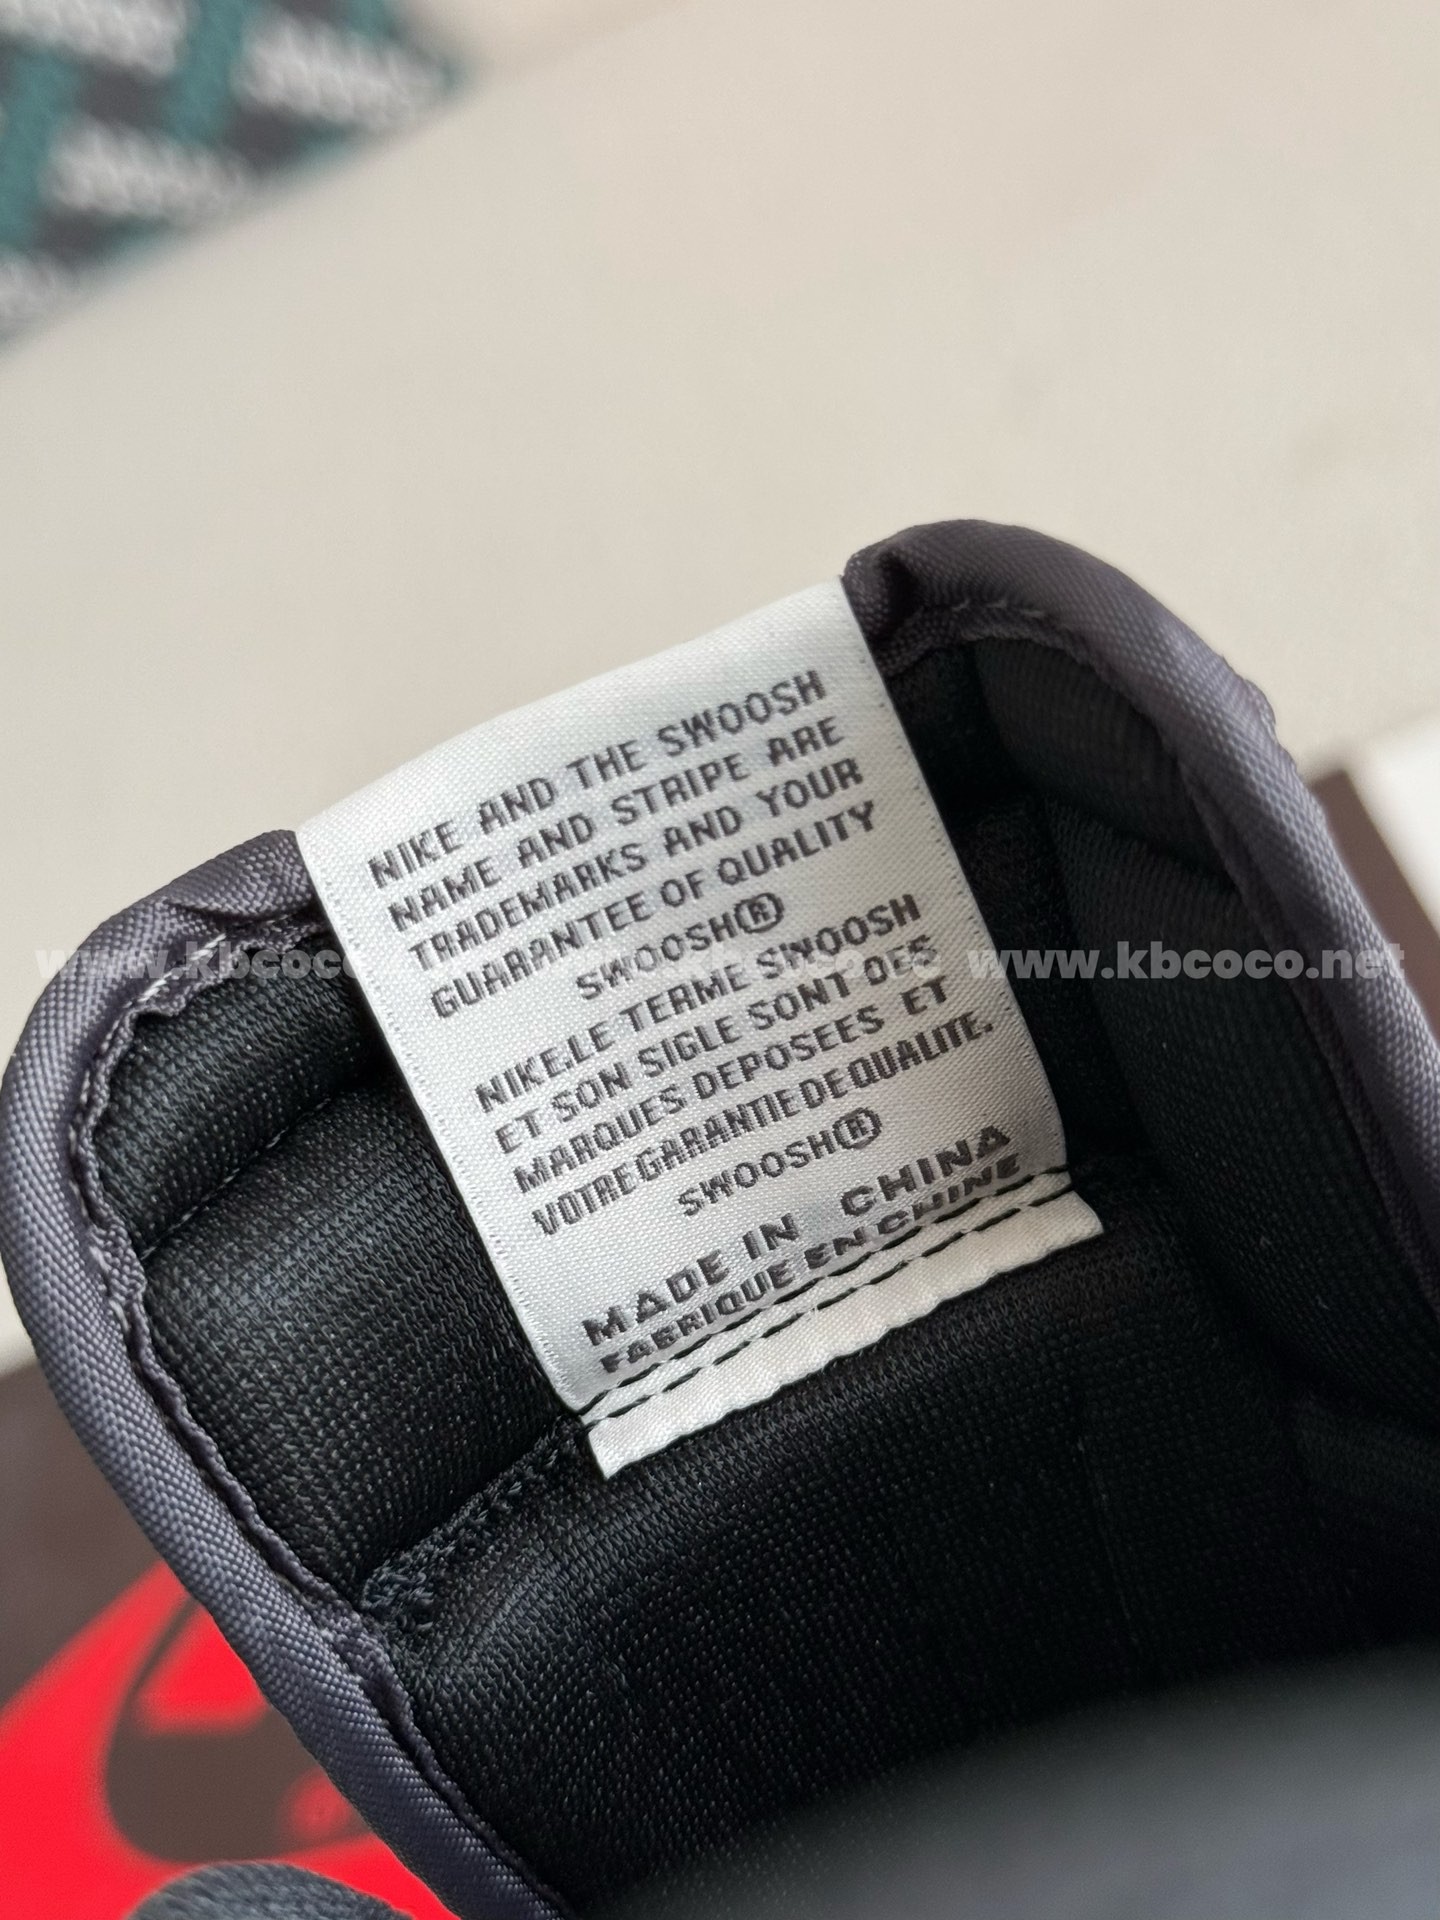 NIKE AND THE SWOOSH
NAME AND STRIPE ARE
TRADEMARKS AND YOUR
GUARANTEE OF QUALITY
SWOOSH®
NIKE.LE TERME SWOOSH
ET SON SIGLE SONT DES
MARQUES DEPOSEES ET
VOTRE GARANTIE DE QUALITE.
SWOOSH®
MADE IN CHINA
FABRIQUE EN CHINE
www.kbcoco
www.kbcoco.net